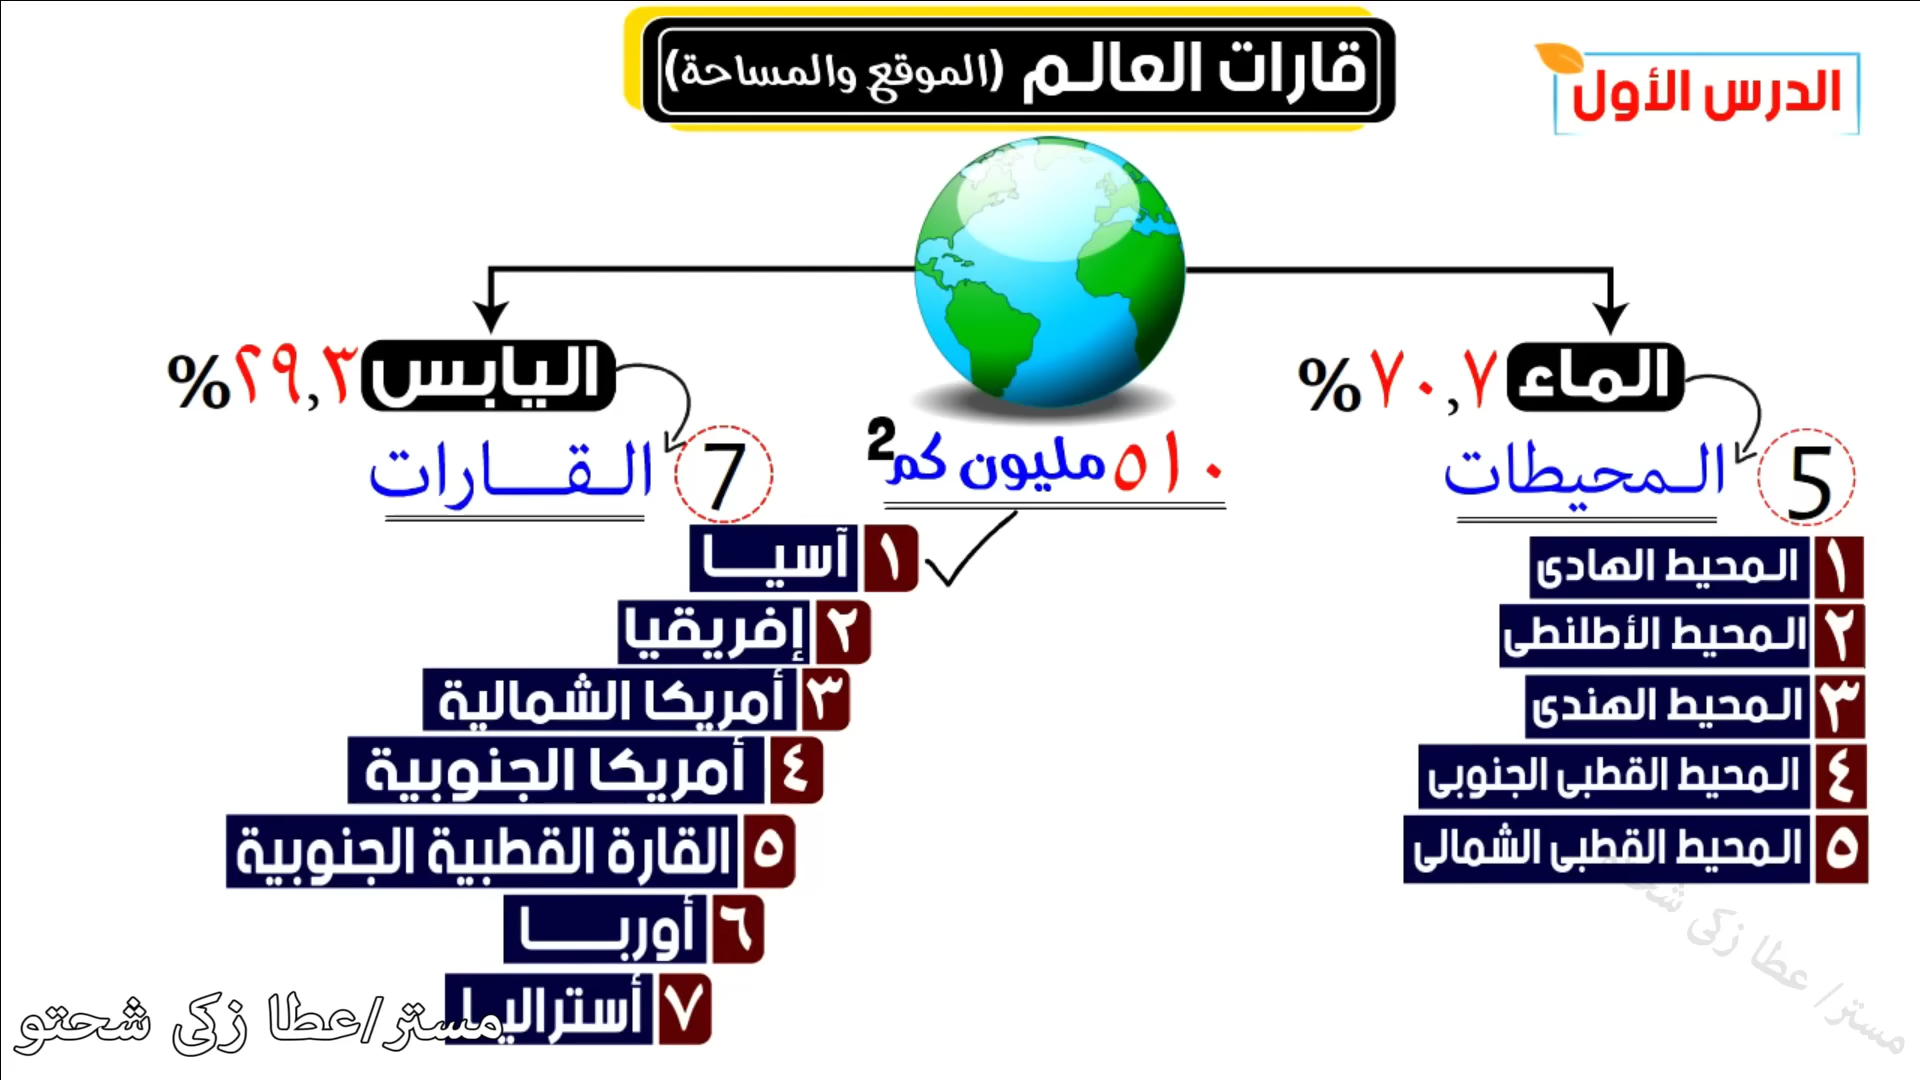 الدرس الأول
قارات العالم (الموقع والمساحة)
الماء ٧٠,٧ %
5 المحيطات
١ المحيط الهادى
٢ المحيط الأطلنطى
٣ المحيط الهندى
٤ المحيط القطبى الجنوبى
٥ المحيط القطبى الشمالى
٥١٠ مليون كم2
اليابس ٢٩,٣ %
7 القارات
١ آسيا
٢ إفريقيا
٣ أمريكا الشمالية
٤ أمريكا الجنوبية
٥ القارة القطبية الجنوبية
٦ أوربا
٧ أستراليا
مستر/عطا زكى شحتو
مستر/ عطا زكى